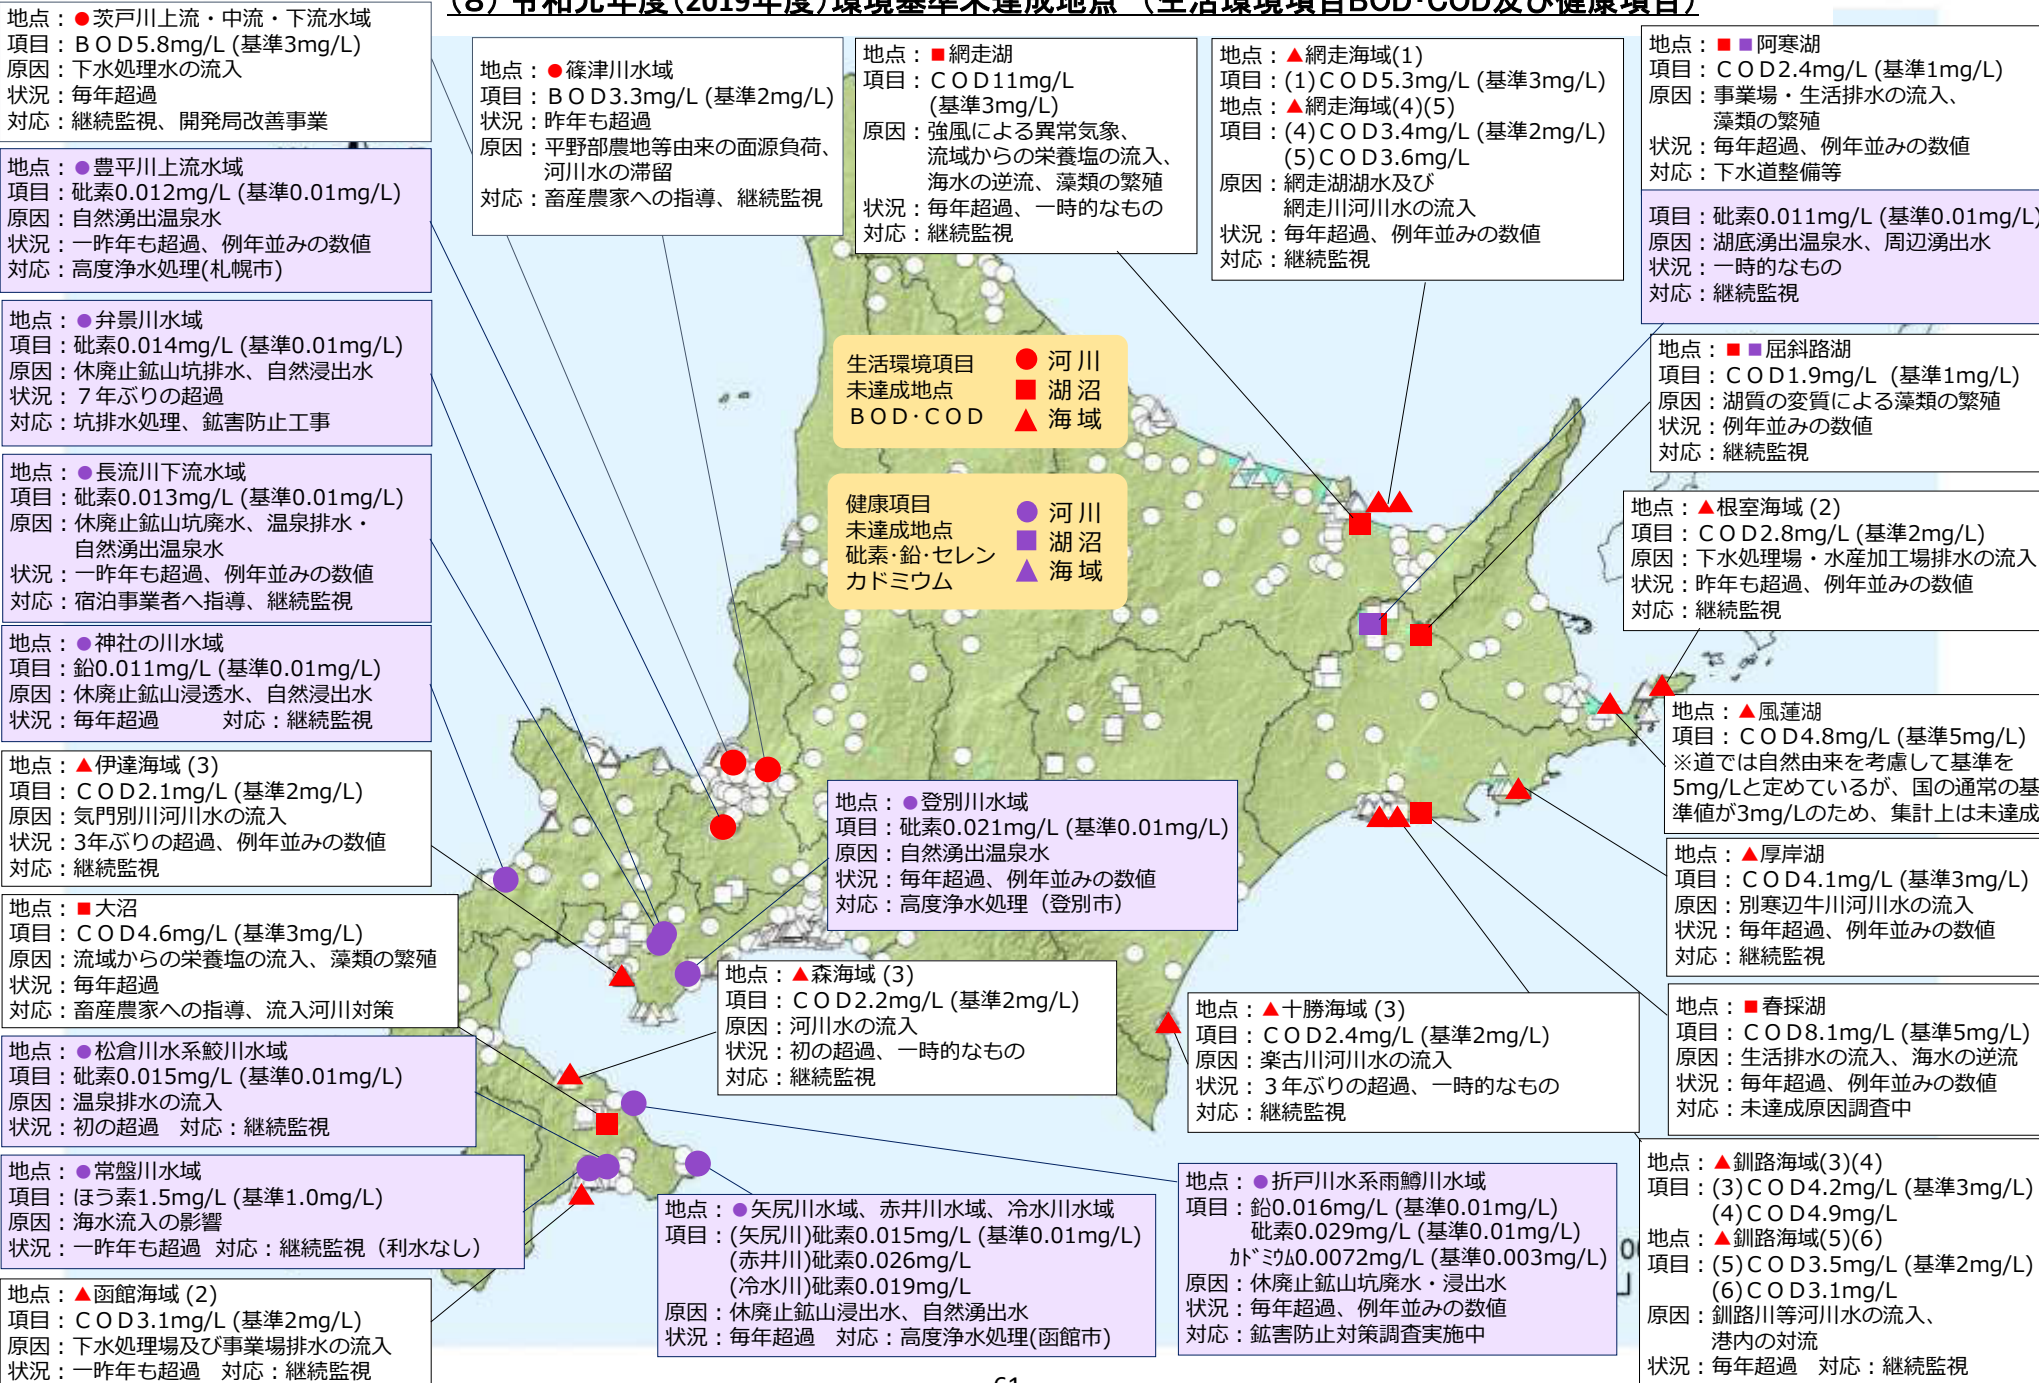 (8) 令和元年度(2019年度)環境基準未達成地点 (生活環境項目BOD･COD及び健康項目)
地点：●茨戸川上流・中流・下流水域
項目：ＢＯＤ5.8mg/L (基準3mg/L)
原因：下水処理水の流入
状況：毎年超過
対応：継続監視、開発局改善事業
地点：●篠津川水域
項目：ＢＯＤ3.3mg/L (基準2mg/L)
状況：昨年も超過
原因：平野部農地等由来の面源負荷、
河川水の滞留
対応：畜産農家への指導、継続監視
地点：■網走湖
項目：ＣＯＤ11mg/L
(基準3mg/L)
原因：強風による異常気象、
流域からの栄養塩の流入、
海水の逆流、藻類の繁殖
状況：毎年超過、一時的なもの
対応：継続監視
地点：▲網走海域(1)
項目：(1)ＣＯＤ5.3mg/L (基準3mg/L)
地点：▲網走海域(4)(5)
項目：(4)ＣＯＤ3.4mg/L (基準2mg/L)
(5)ＣＯＤ3.6mg/L
原因：網走湖湖水及び
網走川河川水の流入
状況：毎年超過、例年並みの数値
対応：継続監視
地点：■■阿寒湖
項目：ＣＯＤ2.4mg/L (基準1mg/L)
原因：事業場・生活排水の流入、
藻類の繁殖
状況：毎年超過、例年並みの数値
対応：下水道整備等
項目：砒素0.011mg/L (基準0.01mg/L)
原因：湖底湧出温泉水、周辺湧出水
状況：一時的なもの
対応：継続監視
地点：●豊平川上流水域
項目：砒素0.012mg/L (基準0.01mg/L)
原因：自然湧出温泉水
状況：一昨年も超過、例年並みの数値
対応：高度浄水処理(札幌市)
地点：●弁景川水域
項目：砒素0.014mg/L (基準0.01mg/L)
原因：休廃止鉱山坑排水、自然浸出水
状況：７年ぶりの超過
対応：坑排水処理、鉱害防止工事
生活環境項目
未達成地点
ＢＯＤ･ＣＯＤ
● 河川
■ 湖沼
▲ 海域
健康項目
未達成地点
砒素･鉛･セレン
カドミウム
● 河川
■ 湖沼
▲ 海域
地点：■■屈斜路湖
項目：ＣＯＤ1.9mg/L (基準1mg/L)
原因：湖質の変質による藻類の繁殖
状況：例年並みの数値
対応：継続監視
地点：●長流川下流水域
項目：砒素0.013mg/L (基準0.01mg/L)
原因：休廃止鉱山坑廃水、温泉排水・
自然湧出温泉水
状況：一昨年も超過、例年並みの数値
対応：宿泊事業者へ指導、継続監視
地点：▲根室海域 (2)
項目：ＣＯＤ2.8mg/L (基準2mg/L)
原因：下水処理場・水産加工場排水の流入
状況：昨年も超過、例年並みの数値
対応：継続監視
地点：●神社の川水域
項目：鉛0.011mg/L (基準0.01mg/L)
原因：休廃止鉱山浸透水、自然浸出水
状況：毎年超過　　対応：継続監視
地点：▲風蓮湖
項目：ＣＯＤ4.8mg/L (基準5mg/L)
※道では自然由来を考慮して基準を
5mg/Lと定めているが、国の通常の基
準値が3mg/Lのため、集計上は未達成
地点：▲伊達海域 (3)
項目：ＣＯＤ2.1mg/L (基準2mg/L)
原因：気門別川河川水の流入
状況：3年ぶりの超過、例年並みの数値
対応：継続監視
地点：●登別川水域
項目：砒素0.021mg/L (基準0.01mg/L)
原因：自然湧出温泉水
状況：毎年超過、例年並みの数値
対応：高度浄水処理（登別市）
地点：▲厚岸湖
項目：ＣＯＤ4.1mg/L (基準3mg/L)
原因：別寒辺牛川河川水の流入
状況：毎年超過、例年並みの数値
対応：継続監視
地点：■大沼
項目：ＣＯＤ4.6mg/L (基準3mg/L)
原因：流域からの栄養塩の流入、藻類の繁殖
状況：毎年超過
対応：畜産農家への指導、流入河川対策
地点：▲森海域 (3)
項目：ＣＯＤ2.2mg/L (基準2mg/L)
原因：河川水の流入
状況：初の超過、一時的なもの
対応：継続監視
地点：▲十勝海域 (3)
項目：ＣＯＤ2.4mg/L (基準2mg/L)
原因：楽古川河川水の流入
状況：３年ぶりの超過、一時的なもの
対応：継続監視
地点：■春採湖
項目：ＣＯＤ8.1mg/L (基準5mg/L)
原因：生活排水の流入、海水の逆流
状況：毎年超過、例年並みの数値
対応：未達成原因調査中
地点：●松倉川水系鮫川水域
項目：砒素0.015mg/L (基準0.01mg/L)
原因：温泉排水の流入
状況：初の超過　対応：継続監視
地点：●常盤川水域
項目：ほう素1.5mg/L (基準1.0mg/L)
原因：海水流入の影響
状況：一昨年も超過 対応：継続監視（利水なし）
地点：●矢尻川水域、赤井川水域、冷水川水域
項目：(矢尻川)砒素0.015mg/L (基準0.01mg/L)
(赤井川)砒素0.026mg/L
(冷水川)砒素0.019mg/L
原因：休廃止鉱山浸出水、自然湧出水
状況：毎年超過　対応：高度浄水処理(函館市)
地点：●折戸川水系雨鱒川水域
項目：鉛0.016mg/L (基準0.01mg/L)
砒素0.029mg/L (基準0.01mg/L)
ｶﾄﾞﾐｳﾑ0.0072mg/L (基準0.003mg/L)
原因：休廃止鉱山坑廃水・浸出水
状況：毎年超過、例年並みの数値
対応：鉱害防止対策調査実施中
地点：▲釧路海域(3)(4)
項目：(3)ＣＯＤ4.2mg/L (基準3mg/L)
(4)ＣＯＤ4.9mg/L
地点：▲釧路海域(5)(6)
項目：(5)ＣＯＤ3.5mg/L (基準2mg/L)
(6)ＣＯＤ3.1mg/L
原因：釧路川等河川水の流入、
港内の対流
状況：毎年超過　対応：継続監視
地点：▲函館海域 (2)
項目：ＣＯＤ3.1mg/L (基準2mg/L)
原因：下水処理場及び事業場排水の流入
状況：一昨年も超過　対応：継続監視
61